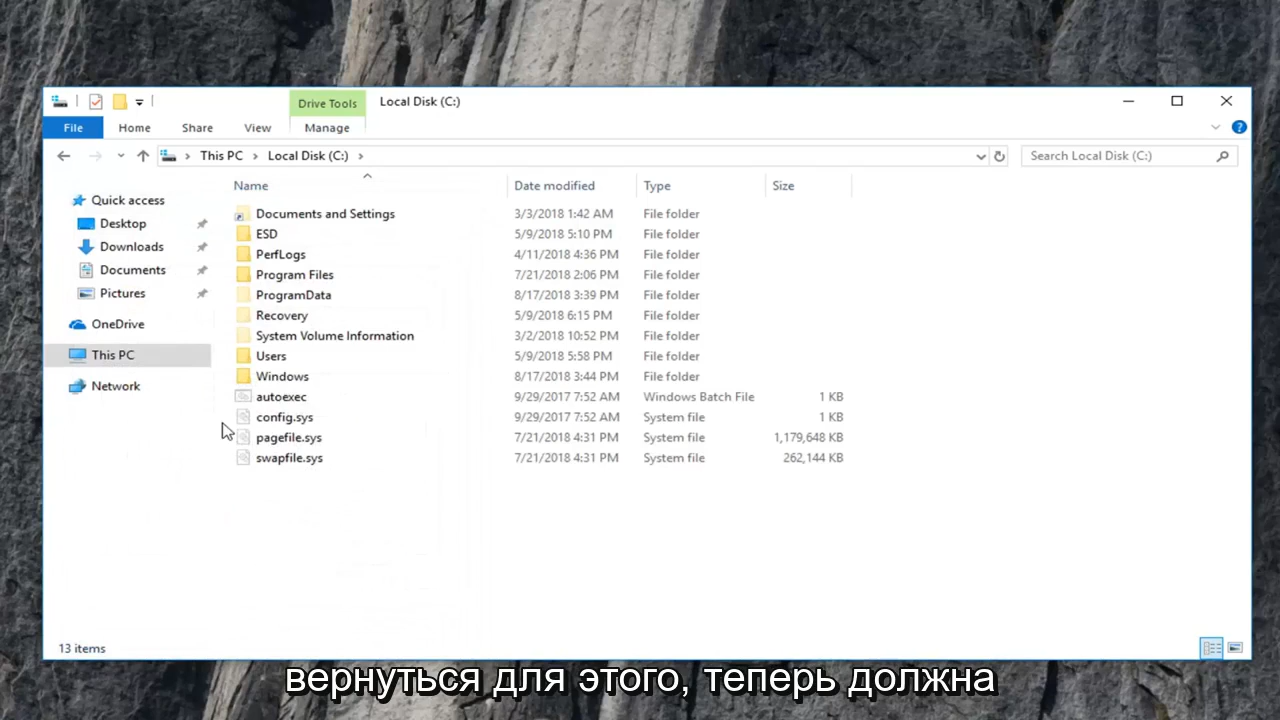 Drive Tools
Local Disk (C:)
File
Home
Share
View
Manage
This PC
Local Disk (C:)
Search Local Disk (C:)
Name
Date modified
Type
Size
Quick access
Desktop
Downloads
Documents
Pictures
OneDrive
This PC
Network
Documents and Settings 3/3/2018 1:42 AM File folder
ESD 5/9/2018 5:10 PM File folder
PerfLogs 4/11/2018 4:36 PM File folder
Program Files 7/21/2018 2:06 PM File folder
ProgramData 8/17/2018 3:39 PM File folder
Recovery 5/9/2018 6:15 PM File folder
System Volume Information 3/2/2018 10:52 PM File folder
Users 5/9/2018 5:58 PM File folder
Windows 8/17/2018 3:44 PM File folder
autoexec 9/29/2017 7:52 AM Windows Batch File 1 KB
config.sys 9/29/2017 7:52 AM System file 1 KB
pagefile.sys 7/21/2018 4:31 PM System file 1,179,648 KB
swapfile.sys 7/21/2018 4:31 PM System file 262,144 KB
13 items
вернуться для этого, теперь должна